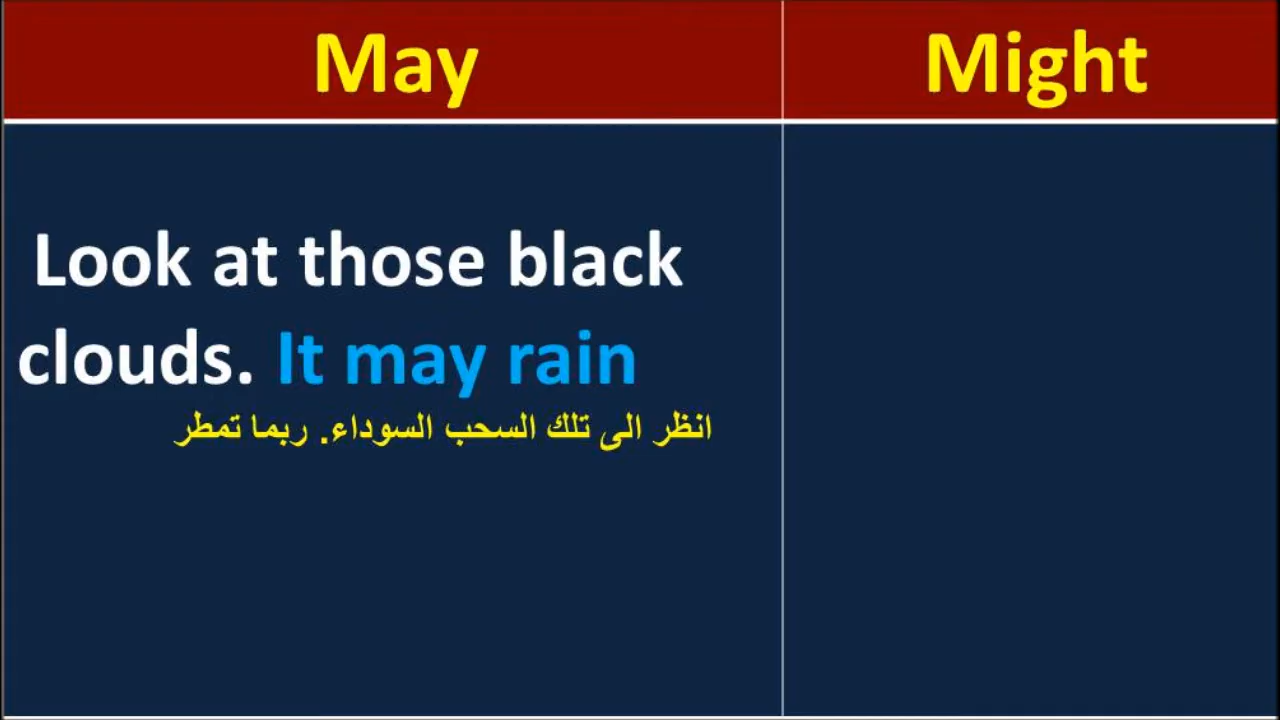 May
Might
Look at those black
clouds. It may rain
انظر الى تلك السحب السوداء. ربما تمطر